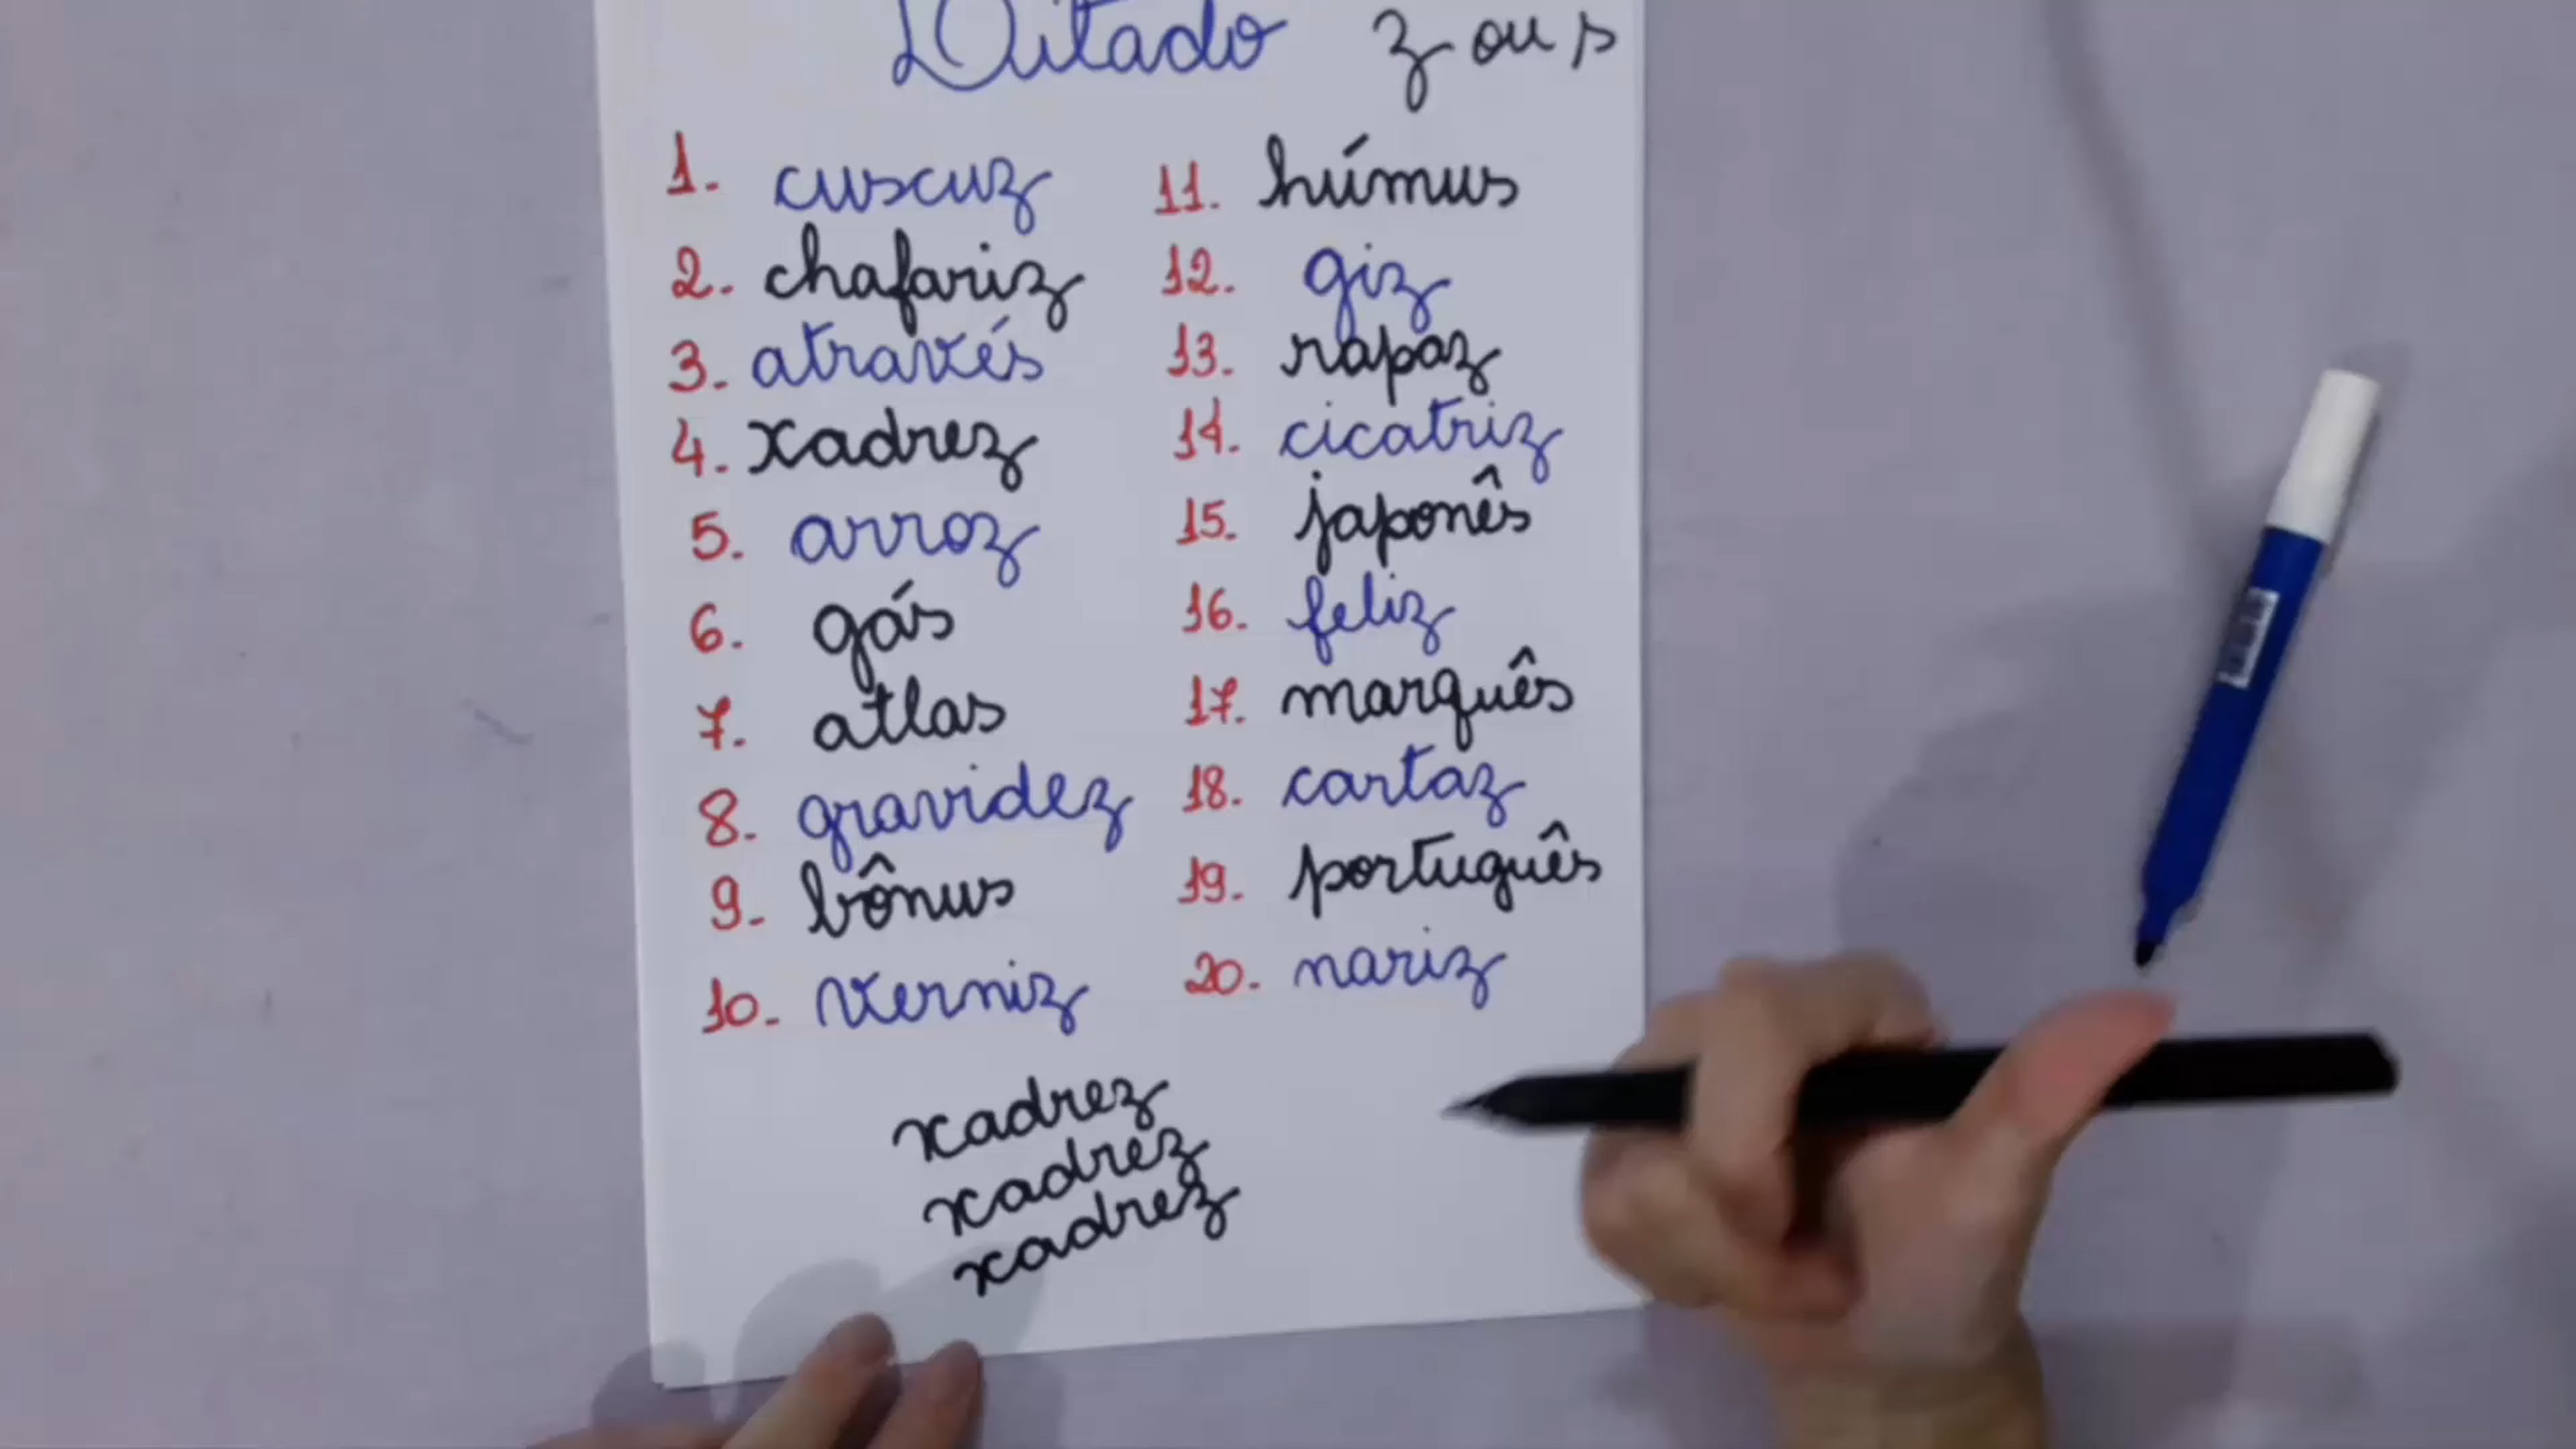 Ditado z ou s
1. cuscuz
2. chafariz
3. através
4. xadrez
5. arroz
6. gás
7. atlas
8. gravidez
9. bônus
10. verniz
11. húmus
12. giz
13. rapaz
14. cicatriz
15. japonês
16. feliz
17. marquês
18. cartaz
19. português
20. nariz
xadrez
xadrez
xadrez